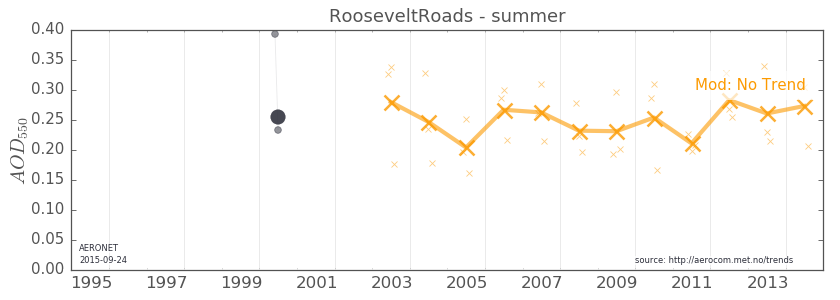 RooseveltRoads - summer
0.40
0.35
0.30
0.25
0.20
0.15
0.10
0.05
0.00
AOD550
Mod: No Trend
AERONET
2015-09-24
source: http://aerocom.met.no/trends
1995 1997 1999 2001 2003 2005 2007 2009 2011 2013